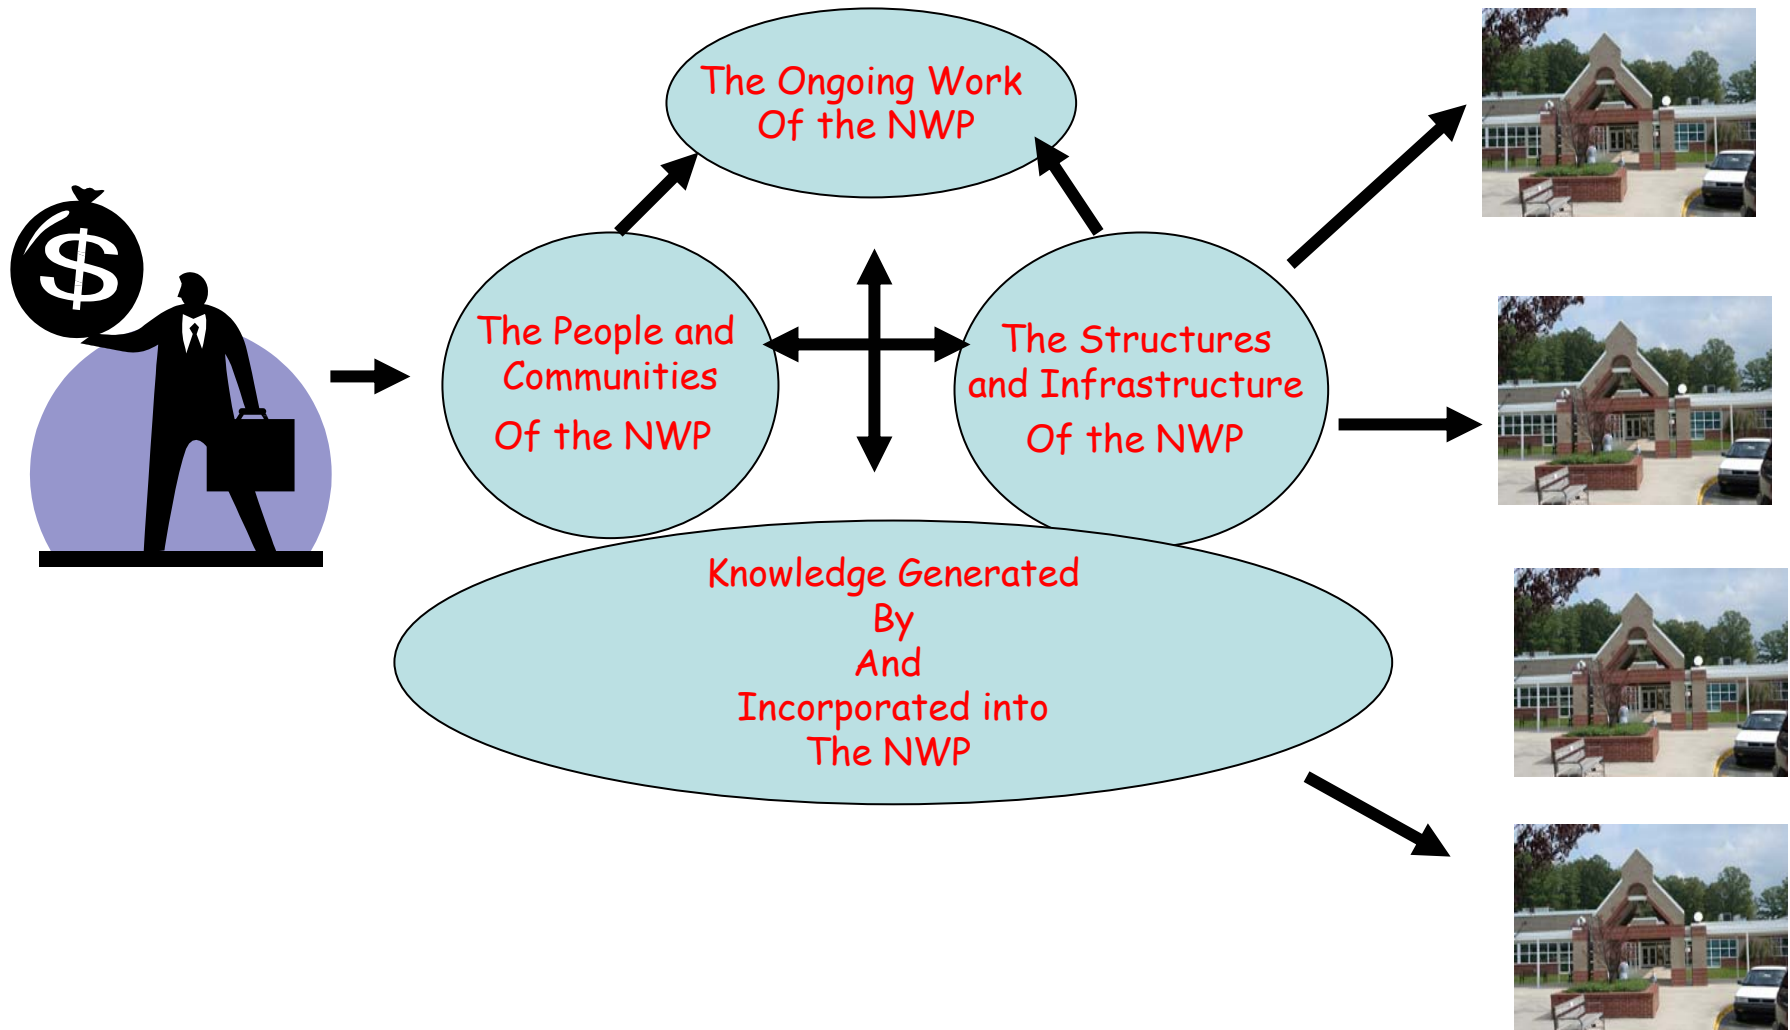 The Ongoing Work
Of the NWP
$
The People and
Communities
Of the NWP
The Structures
and Infrastructure
Of the NWP
Knowledge Generated
By
And
Incorporated into
The NWP